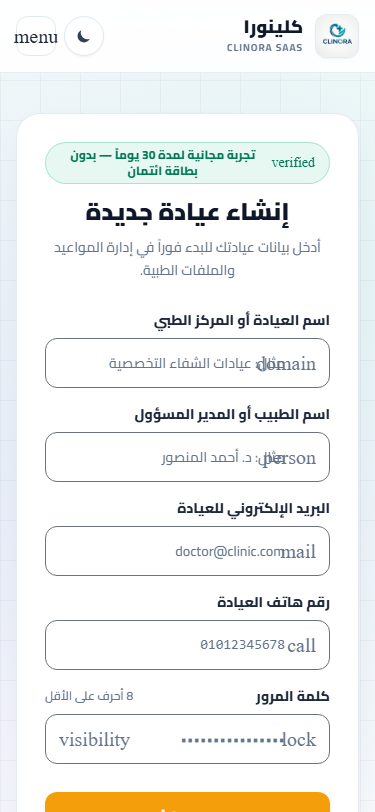 كلينورا
CLINORA SAAS
CLINORA
menu
verified
تجربة مجانية لمدة 30 يوماً — بدون
بطاقة ائتمان
إنشاء عيادة جديدة
أدخل بيانات عيادتك للبدء فوراً في إدارة المواعيد
والملفات الطبية.
اسم العيادة أو المركز الطبي
domain مثال: عيادات الشفاء التخصصية
اسم الطبيب أو المدير المسؤول
person مثال: د. أحمد المنصور
البريد الإلكتروني للعيادة
doctor@clinic.com mail
رقم هاتف العيادة
01012345678 call
كلمة المرور
8 أحرف على الأقل
visibility lock